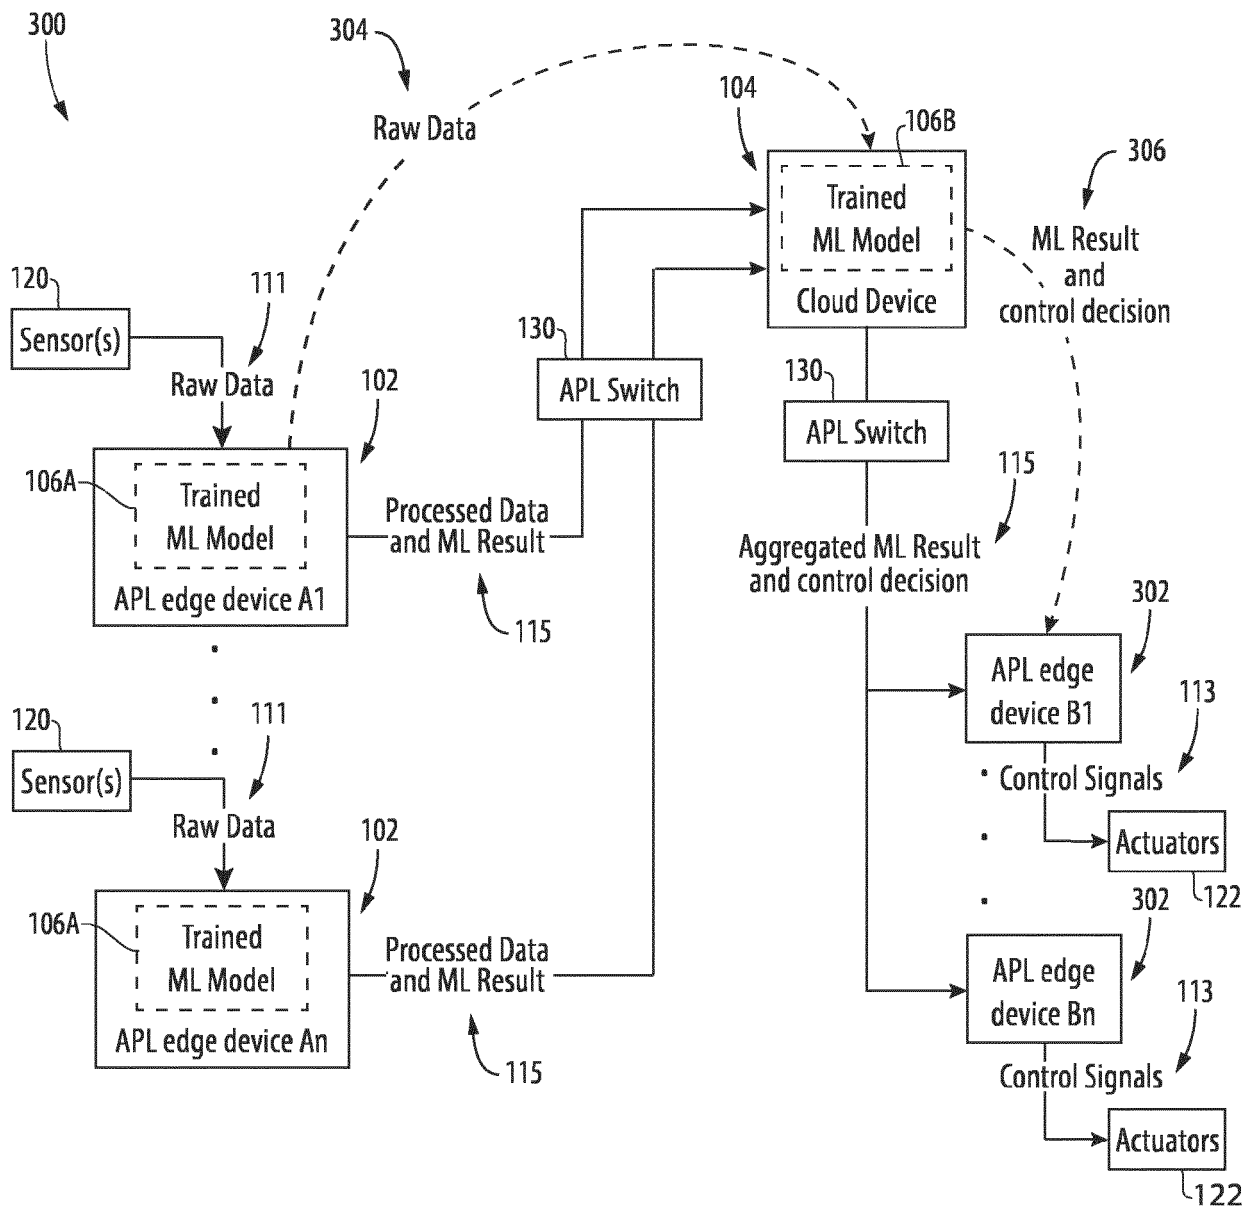 300
304
Raw Data
104
106B
306
Trained
ML Model
Cloud Device
ML Result
and
control decision
120
Sensor(s)
111
Raw Data
130
APL Switch
102
130
APL Switch
106A
Trained
ML Model
APL edge device A1
Processed Data
and ML Result
115
115
Aggregated ML Result
and control decision
302
APL edge
device B1
113
Control Signals
Actuators
122
120
Sensor(s)
111
Raw Data
102
106A
Trained
ML Model
APL edge device An
Processed Data
and ML Result
115
302
APL edge
device Bn
113
Control Signals
Actuators
122